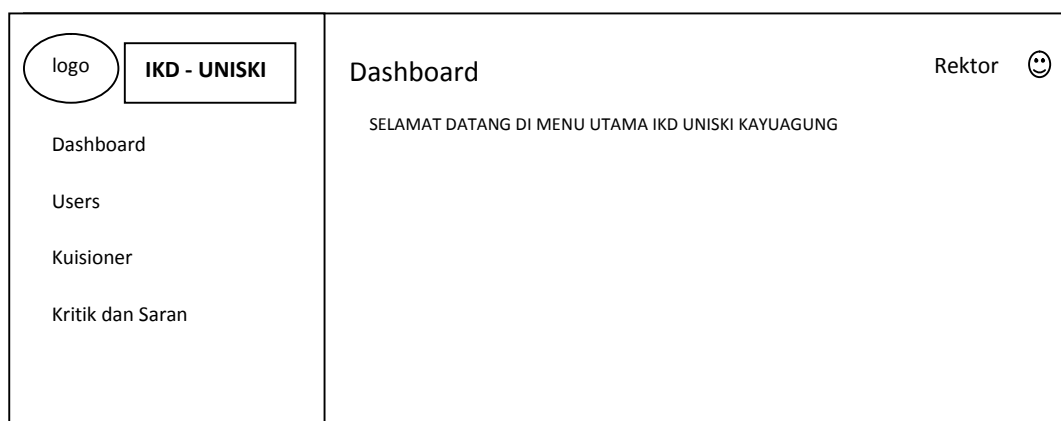 logo
IKD - UNISKI
Dashboard
Users
Kuisioner
Kritik dan Saran
Dashboard
Rektor
SELAMAT DATANG DI MENU UTAMA IKD UNISKI KAYUAGUNG